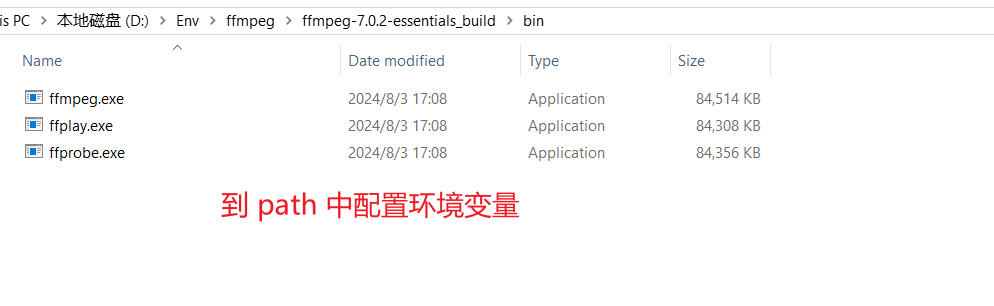 is PC > 本地磁盘 (D:) > Env > ffmpeg > ffmpeg-7.0.2-essentials_build > bin
Name Date modified Type Size
ffmpeg.exe 2024/8/3 17:08 Application 84,514 KB
ffplay.exe 2024/8/3 17:08 Application 84,308 KB
ffprobe.exe 2024/8/3 17:08 Application 84,356 KB
到 path 中配置环境变量